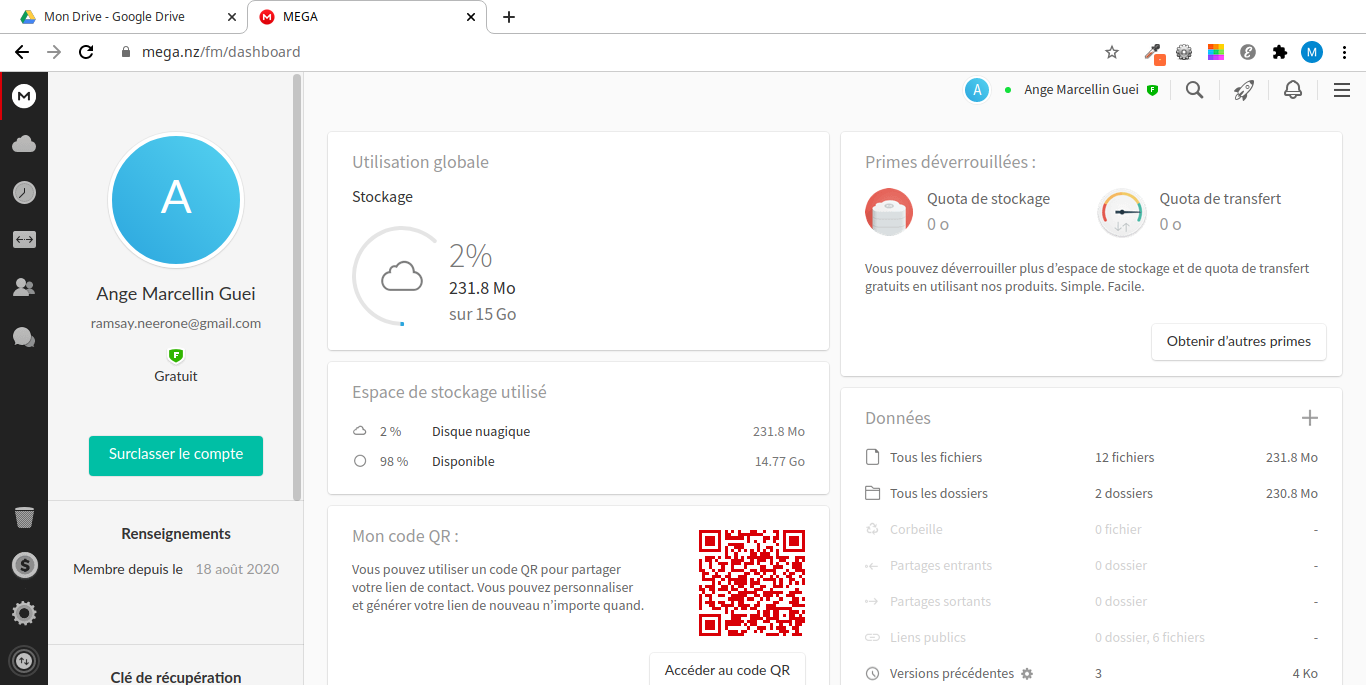 Mon Drive - Google Drive
MEGA
mega.nz/fm/dashboard
M
A
Ange Marcellin Guei
A
Ange Marcellin Guei
ramsay.neerone@gmail.com
Gratuit
Surclasser le compte
Renseignements
Membre depuis le 18 août 2020
Clé de récupération
Utilisation globale
Stockage
2%
231.8 Mo
sur 15 Go
Espace de stockage utilisé
2 % Disque nuagique 231.8 Mo
98 % Disponible 14.77 Go
Mon code QR :
Vous pouvez utiliser un code QR pour partager
votre lien de contact. Vous pouvez personnaliser
et générer votre lien de nouveau n’importe quand.
Accéder au code QR
Primes déverrouillées :
Quota de stockage
0 o
Quota de transfert
0 o
Vous pouvez déverrouiller plus d’espace de stockage et de quota de transfert
gratuits en utilisant nos produits. Simple. Facile.
Obtenir d’autres primes
Données
Tous les fichiers 12 fichiers 231.8 Mo
Tous les dossiers 2 dossiers 230.8 Mo
Corbeille 0 fichier -
Partages entrants 0 dossier -
Partages sortants 0 dossier -
Liens publics 0 dossier, 6 fichiers -
Versions précédentes 3 4 Ko